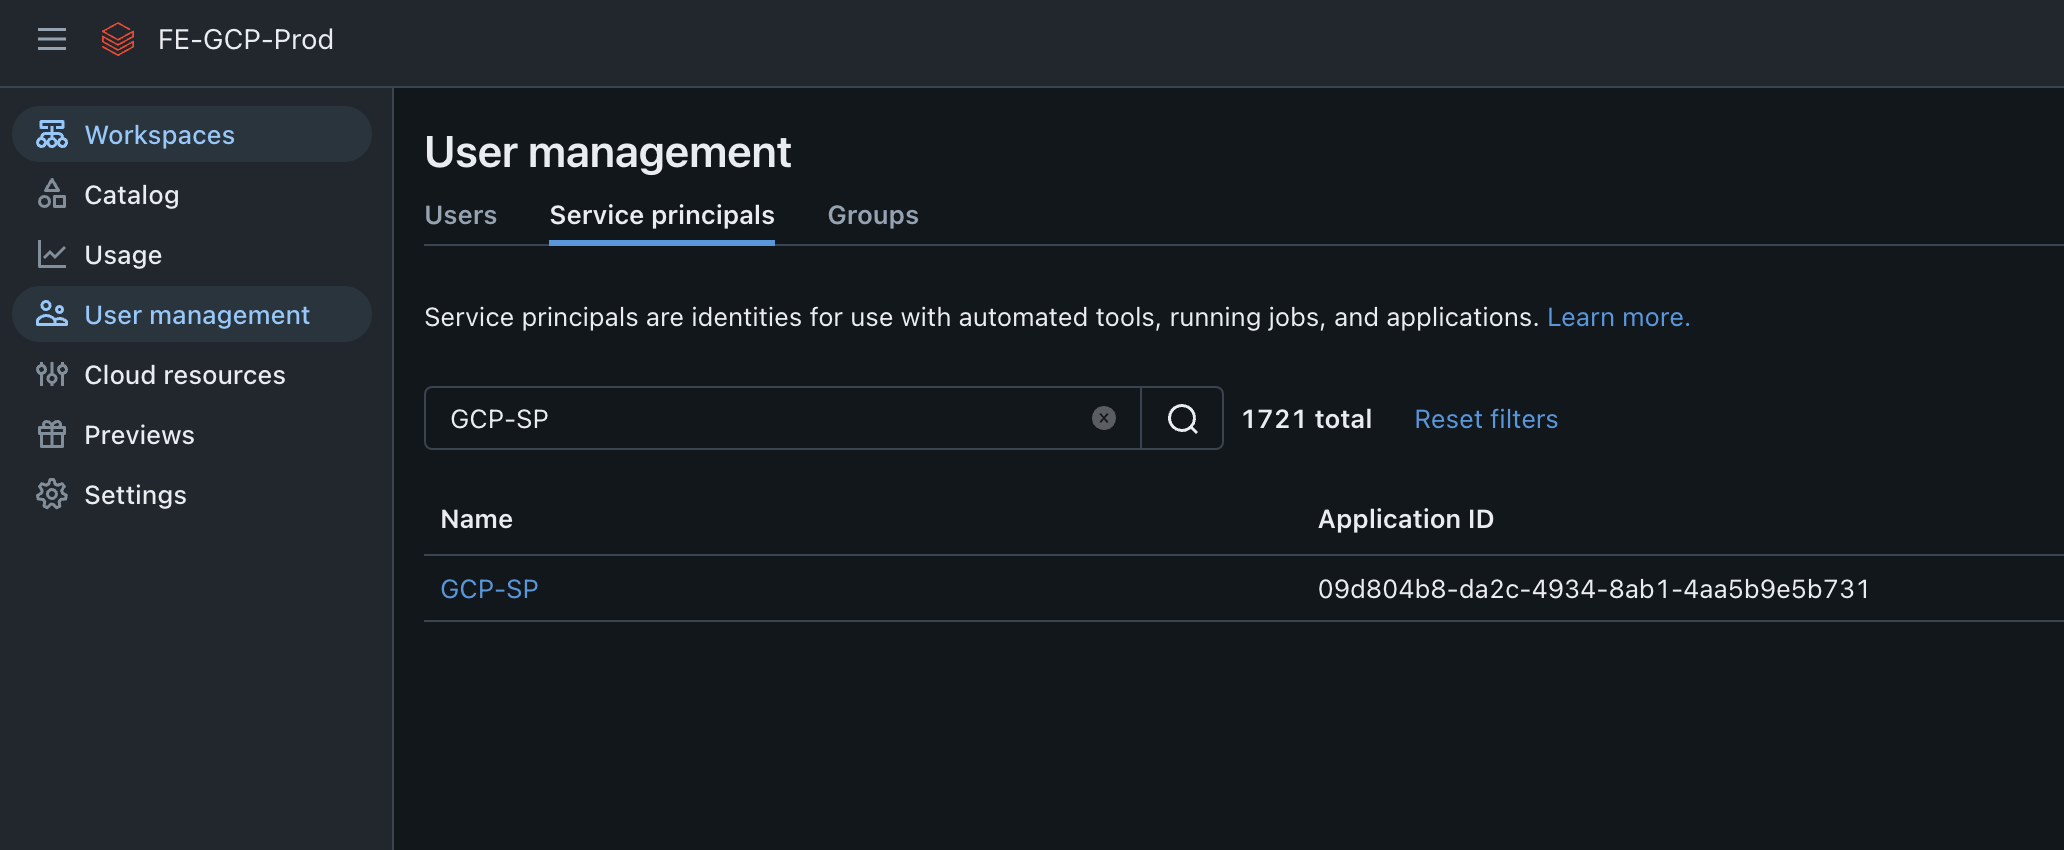 FE-GCP-Prod
Workspaces
Catalog
Usage
User management
Cloud resources
Previews
Settings
User management
Users Service principals Groups
Service principals are identities for use with automated tools, running jobs, and applications. Learn more.
GCP-SP 1721 total Reset filters
Name Application ID
GCP-SP 09d804b8-da2c-4934-8ab1-4aa5b9e5b731